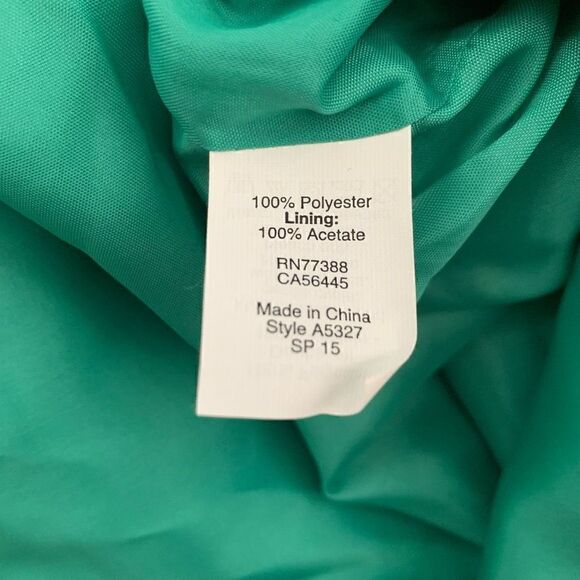 100% Polyester
Lining:
100% Acetate
RN77388
CA56445
Made in China
Style A5327
SP 15